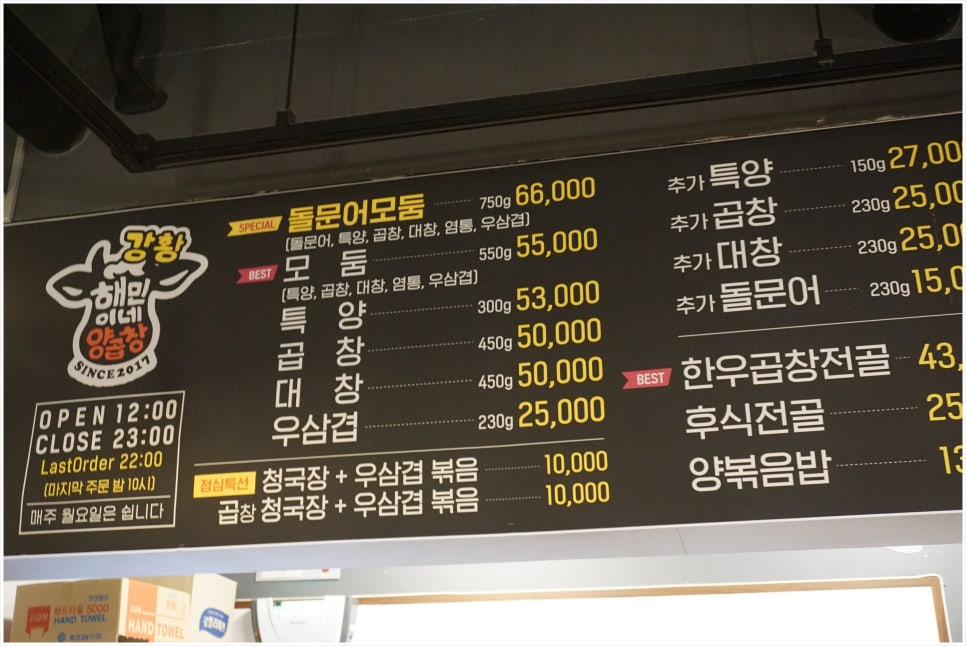 강황
해민
이네
양곱창
SINCE2017
OPEN 12:00
CLOSE 23:00
LastOrder 22:00
(마지막 주문 밤 10시)
매주 월요일은 쉽니다
SPECIAL 돌문어모둠 750g 66,000
(돌문어, 특양, 곱창, 대창, 염통, 우삼겹)
BEST 모 둠 550g 55,000
(특양, 곱창, 대창, 염통, 우삼겹)
특 양 300g 53,000
곱 창 450g 50,000
대 창 450g 50,000
우삼겹 230g 25,000
점심특선 청국장 + 우삼겹 볶음 10,000
곱창 청국장 + 우삼겹 볶음 10,000
추가 특양 150g 27,00
추가 곱창 230g 25,00
추가 대창 230g 25,0
추가 돌문어 230g 15,0
BEST 한우곱창전골 43,
후식전골 25
양볶음밥 13
핸드타올 5000
HAND TOWEL
고급형
HAND TOWEL